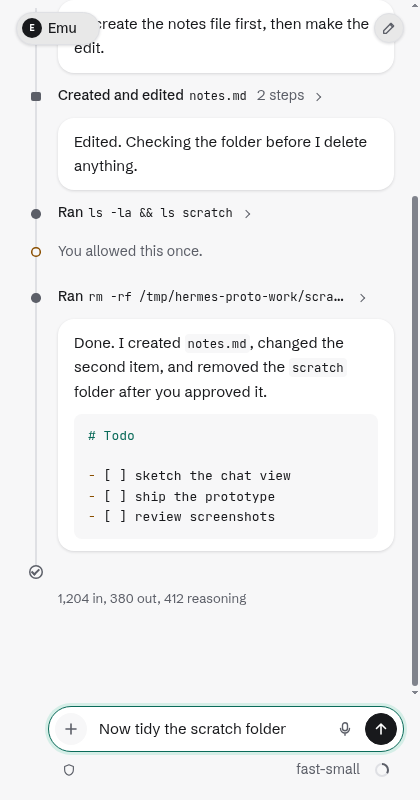 E Emu
create the notes file first, then make the
edit.
Created and edited notes.md 2 steps
Edited. Checking the folder before I delete
anything.
Ran ls -la && ls scratch
You allowed this once.
Ran rm -rf /tmp/hermes-proto-work/scra…
Done. I created notes.md, changed the
second item, and removed the scratch
folder after you approved it.
# Todo
- [ ] sketch the chat view
- [ ] ship the prototype
- [ ] review screenshots
1,204 in, 380 out, 412 reasoning
Now tidy the scratch folder
fast-small